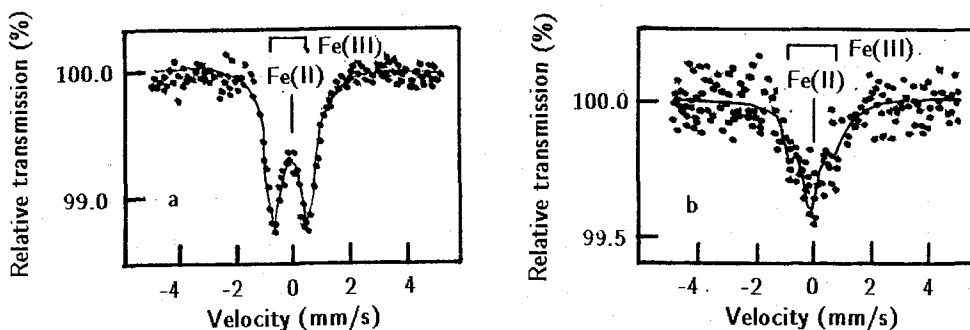 Relative transmission (%)
100.0
99.0
Fe(III)
Fe(II)
a
-4 -2 0 2 4
Velocity (mm/s)
Relative transmission (%)
100.0
99.5
Fe(III)
Fe(II)
b
-4 -2 0 2 4
Velocity (mm/s)